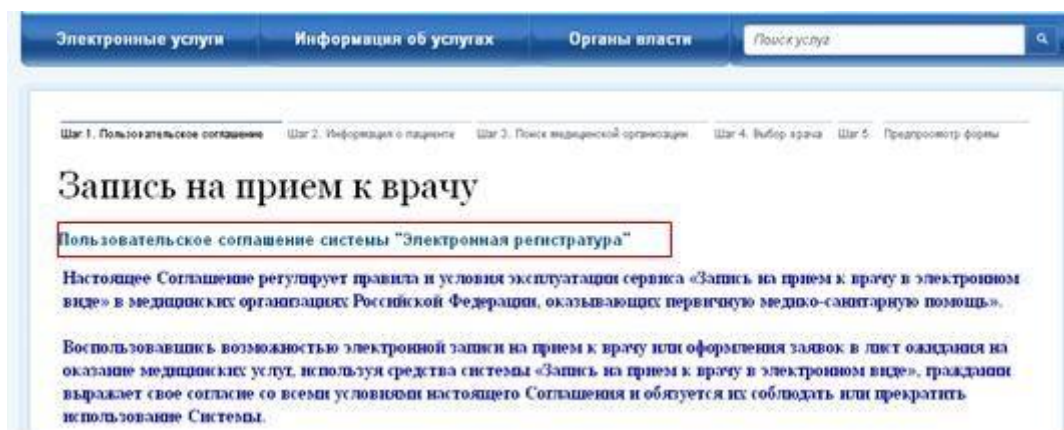 Электронные услуги Информация об услугах Органы власти Поиск услуг
Шаг 1. Пользовательское соглашение Шаг 2. Информация о пациенте Шаг 3. Поиск медицинской организации Шаг 4. Выбор врача Шаг 5. Предпросмотр формы
Запись на прием к врачу
Пользовательское соглашение системы "Электронная регистратура"
Настоящее Соглашение регулирует правила и условия эксплуатации сервиса «Запись на прием к врачу в электронном
виде» в медицинских организациях Российской Федерации, оказывающих первичную медико-санитарную помощь».
Воспользовавшись возможностью электронной записи на прием к врачу или оформления заявок в лист ожидания на
оказание медицинских услуг, используя средства системы «Запись на прием к врачу в электронном виде», гражданин
выражает свое согласие со всеми условиями настоящего Соглашения и обязуется их соблюдать или прекратить
использование Системы.